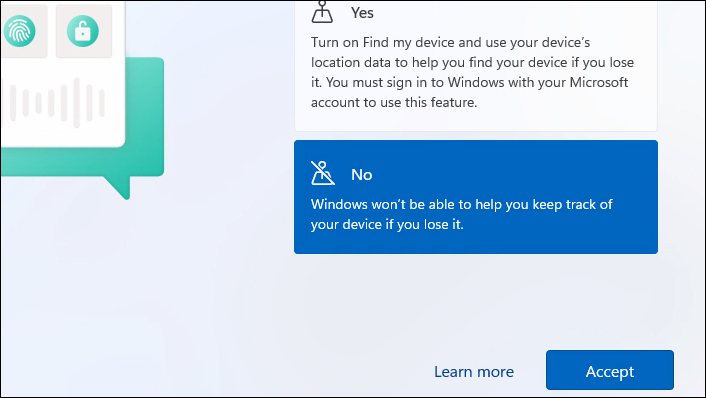 Yes
Turn on Find my device and use your device’s
location data to help you find your device if you lose
it. You must sign in to Windows with your Microsoft
account to use this feature.
No
Windows won’t be able to help you keep track of
your device if you lose it.
Learn more
Accept